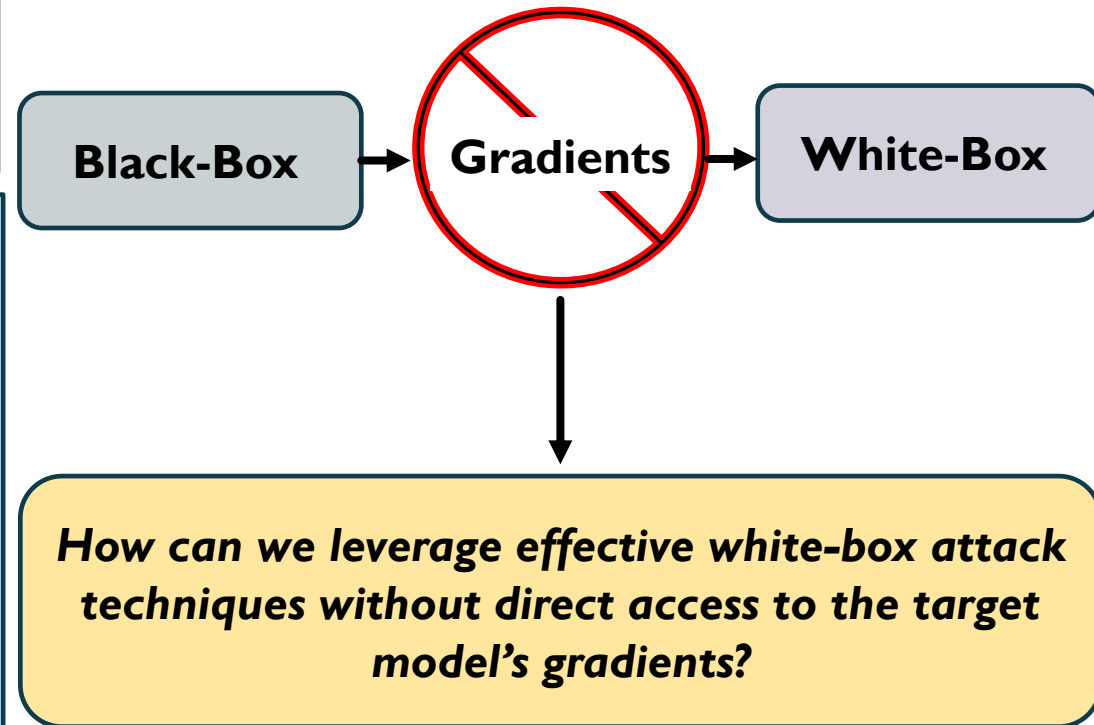 Black-Box
Gradients
White-Box
How can we leverage effective white-box attack
techniques without direct access to the target
model's gradients?